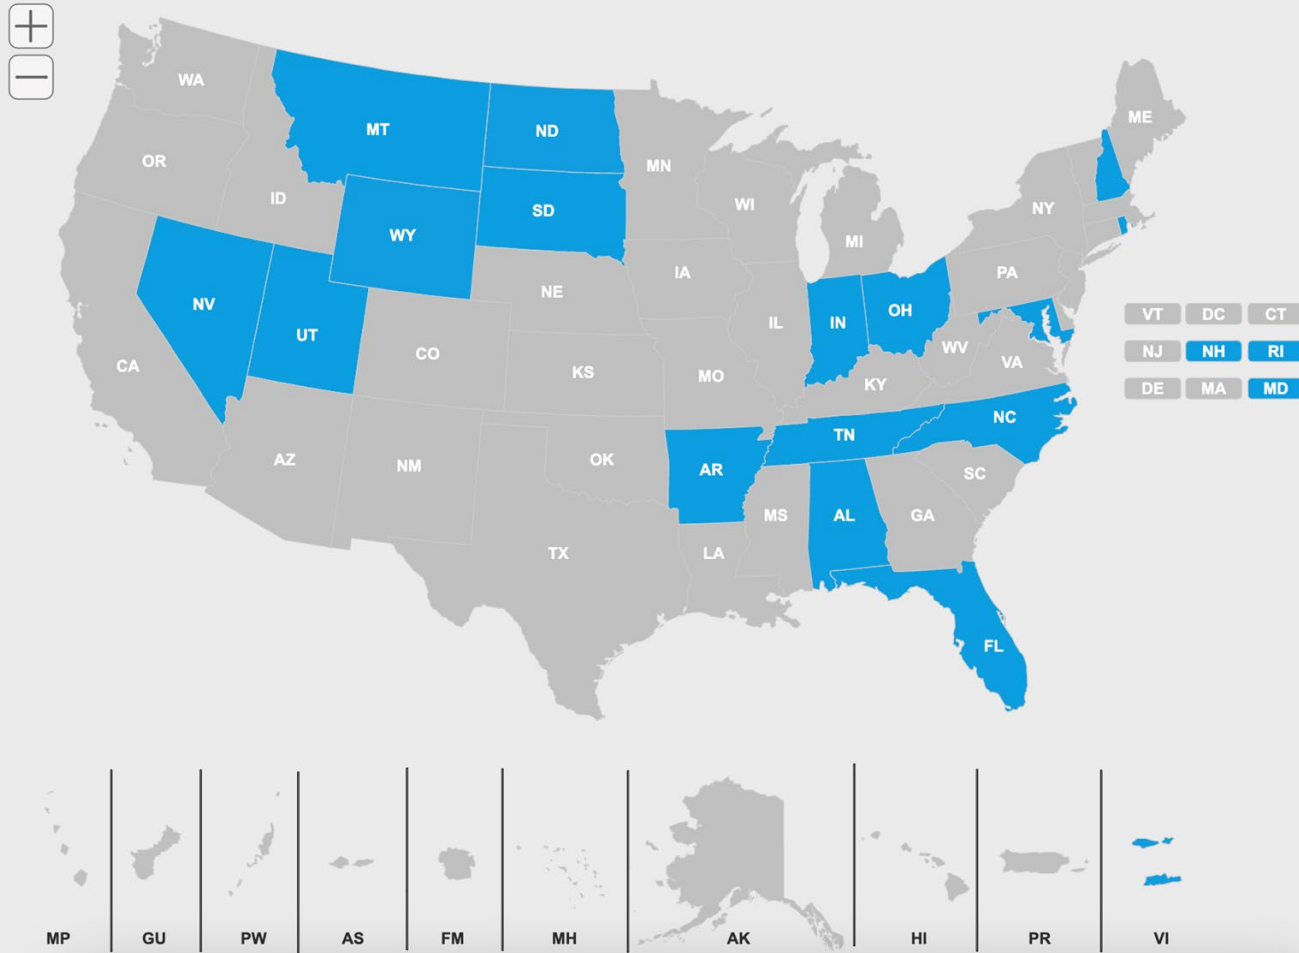 +
−
WA
MT
ND
ME
OR
MN
ID
SD
WI
NY
WY
MI
NV
NE
IA
PA
UT
IL
IN
OH
VT DC CT
CO
WV
NJ NH RI
CA
KS
MO
KY
VA
DE MA MD
AZ
NM
OK
AR
TN
NC
SC
TX
LA
MS
AL
GA
FL
MP GU PW AS FM MH AK HI PR VI